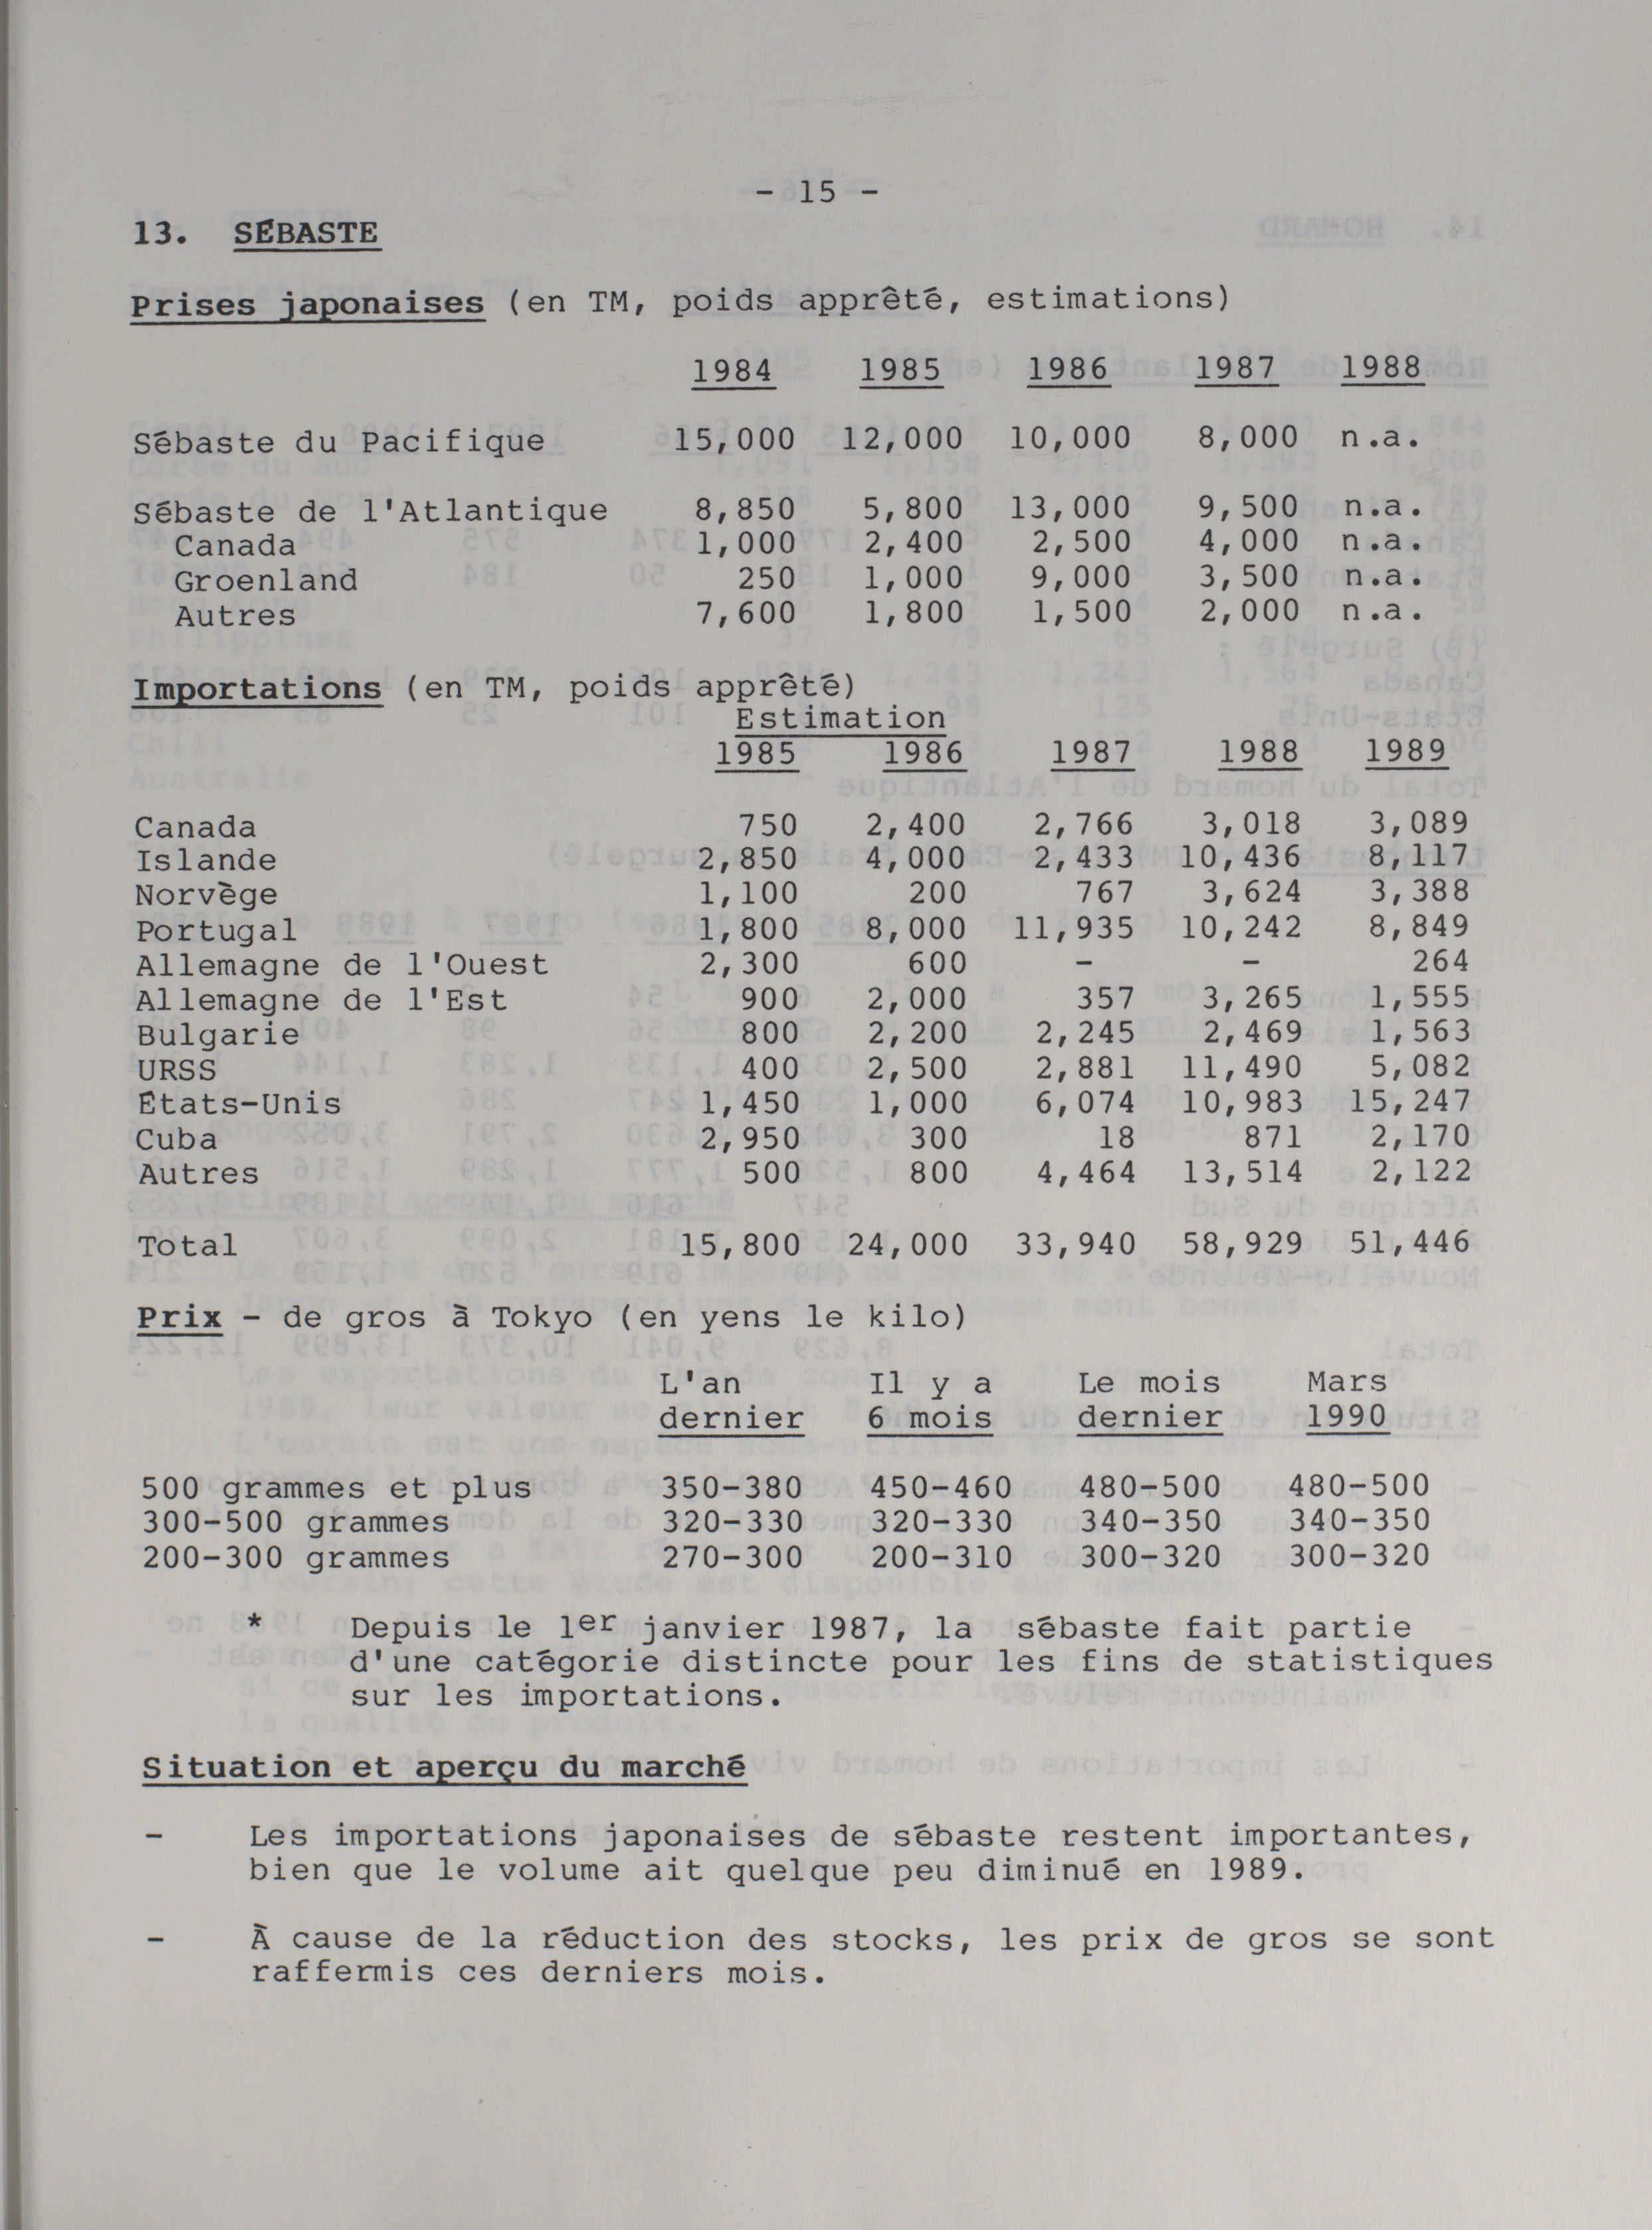 - 15 -
13. SÉBASTE
Prises japonaises (en TM, poids apprêté, estimations)
1984 1985 1986 1987 1988
Sébaste du Pacifique 15,000 12,000 10,000 8,000 n.a.
Sébaste de l'Atlantique 8,850 5,800 13,000 9,500 n.a.
Canada 1,000 2,400 2,500 4,000 n.a.
Groenland 250 1,000 9,000 3,500 n.a.
Autres 7,600 1,800 1,500 2,000 n.a.
Importations (en TM, poids apprêté)
Estimation
1985 1986 1987 1988 1989
Canada 750 2,400 2,766 3,018 3,089
Islande 2,850 4,000 2,433 10,436 8,117
Norvège 1,100 200 767 3,624 3,388
Portugal 1,800 8,000 11,935 10,242 8,849
Allemagne de l'Ouest 2,300 600 - - 264
Allemagne de l'Est 900 2,000 357 3,265 1,555
Bulgarie 800 2,200 2,245 2,469 1,563
URSS 400 2,500 2,881 11,490 5,082
États-Unis 1,450 1,000 6,074 10,983 15,247
Cuba 2,950 300 18 871 2,170
Autres 500 800 4,464 13,514 2,122
Total 15,800 24,000 33,940 58,929 51,446
Prix - de gros à Tokyo (en yens le kilo)
L'an Il y a Le mois Mars
dernier 6 mois dernier 1990
500 grammes et plus 350-380 450-460 480-500 480-500
300-500 grammes 320-330 320-330 340-350 340-350
200-300 grammes 270-300 200-310 300-320 300-320
* Depuis le 1er janvier 1987, la sébaste fait partie
d'une catégorie distincte pour les fins de statistiques
sur les importations.
Situation et aperçu du marché
- Les importations japonaises de sébaste restent importantes,
bien que le volume ait quelque peu diminué en 1989.
- À cause de la réduction des stocks, les prix de gros se sont
raffermis ces derniers mois.